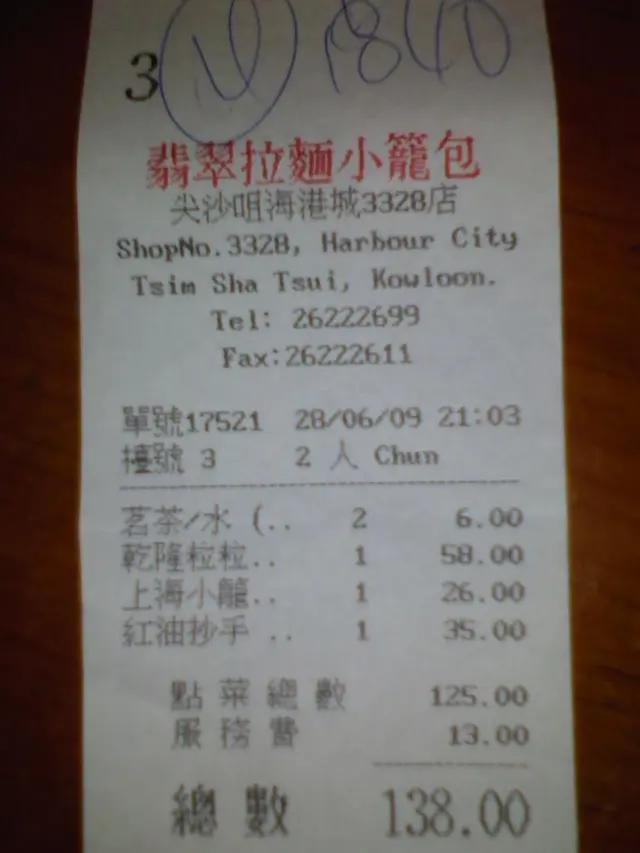 3
翡翠拉麵小籠包
尖沙咀海港城3328店
ShopNo.3328, Harbour City
Tsim Sha Tsui, Kowloon.
Tel: 26222699
Fax:26222611
單號17521 28/06/09 21:03
檯號 3 2 人 Chun
茗茶/水 (.. 2 6.00
乾隆粒粒.. 1 58.00
上海小籠.. 1 26.00
紅油抄手 .. 1 35.00
點菜總數 125.00
服務費 13.00
總數 138.00